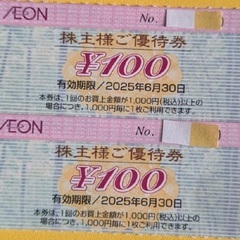 ÆON No.
株主様ご優待券
¥100
有効期限/2025年6月30日
本券は、1回のお買上金額が1,000円(税込)以上の
場合につき、1,000円毎に1枚ご利用できます。
ÆON No.
株主様ご優待券
¥100
有効期限/2025年6月30日
本券は、1回のお買上金額が1,000円(税込)以上の
場合につき、1,000円毎に1枚ご利用できます。